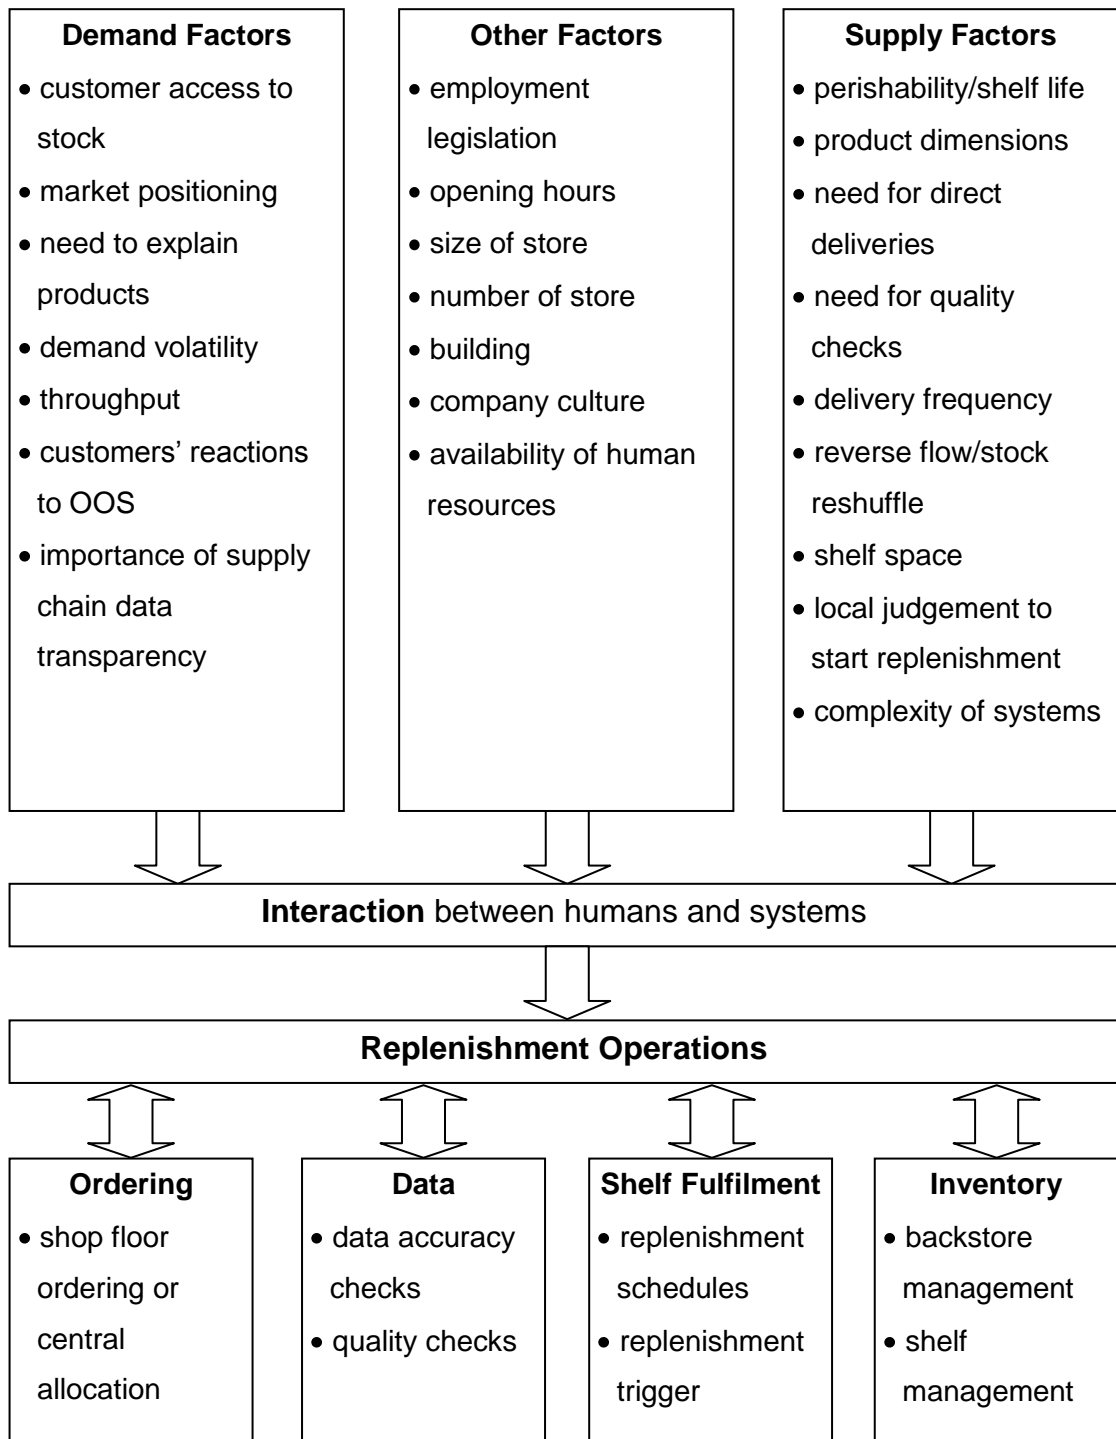 Demand Factors
• customer access to
stock
• market positioning
• need to explain
products
• demand volatility
• throughput
• customers’ reactions
to OOS
• importance of supply
chain data
transparency
Other Factors
• employment
legislation
• opening hours
• size of store
• number of store
• building
• company culture
• availability of human
resources
Supply Factors
• perishability/shelf life
• product dimensions
• need for direct
deliveries
• need for quality
checks
• delivery frequency
• reverse flow/stock
reshuffle
• shelf space
• local judgement to
start replenishment
• complexity of systems
Interaction between humans and systems
Replenishment Operations
Ordering
• shop floor
ordering or
central
allocation
Data
• data accuracy
checks
• quality checks
Shelf Fulfilment
• replenishment
schedules
• replenishment
trigger
Inventory
• backstore
management
• shelf
management